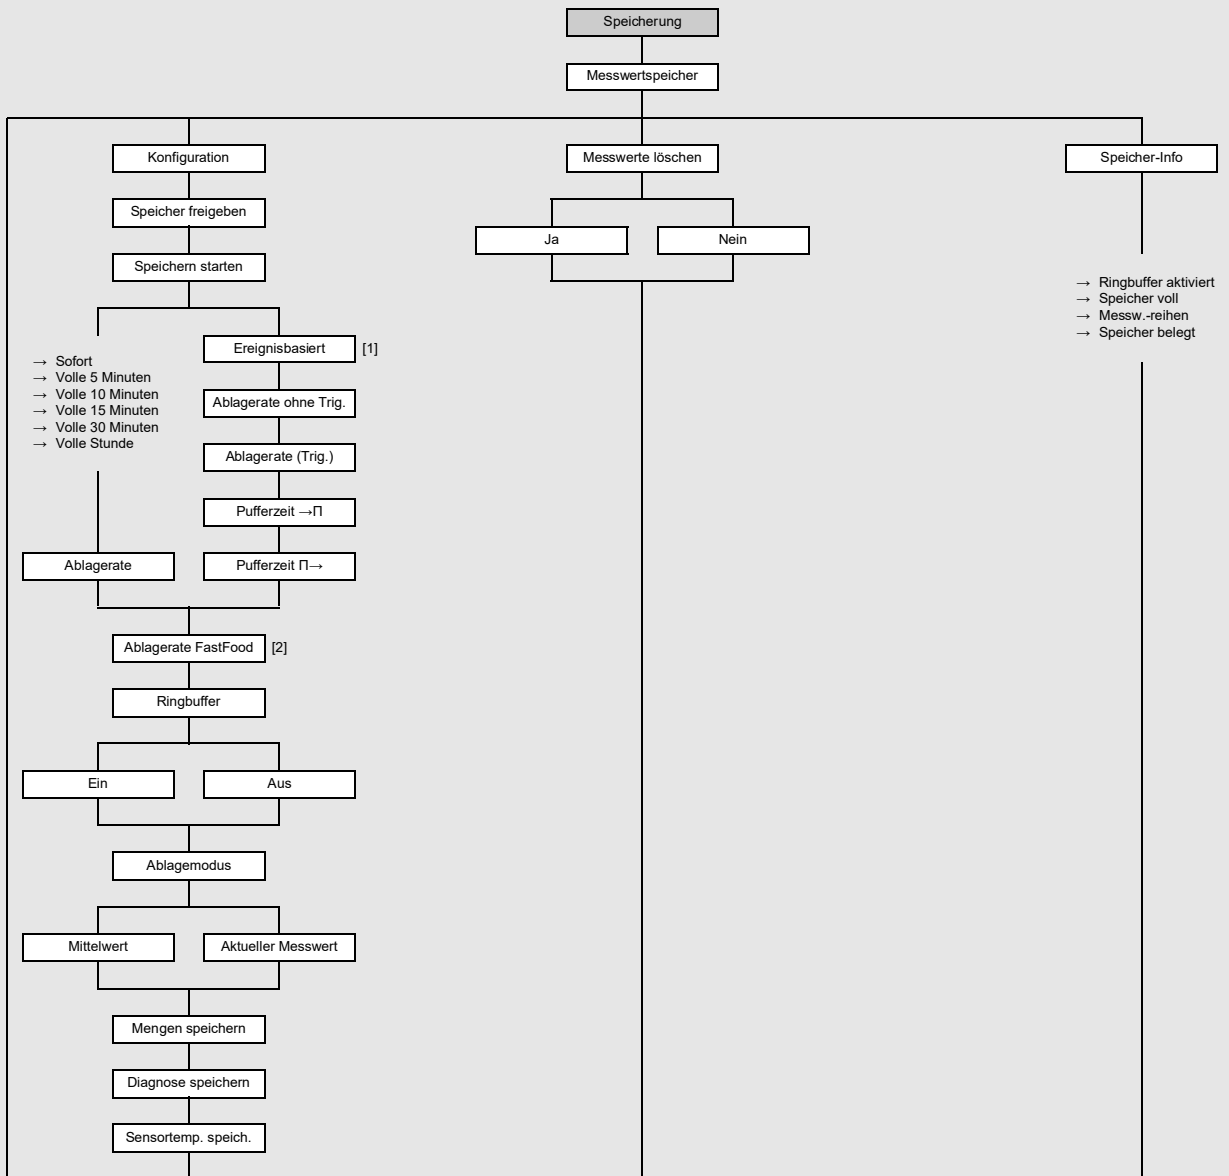 Speicherung
Messwertspeicher
Konfiguration
Messwerte löschen
Speicher-Info
Speicher freigeben
Ja
Nein
Speichern starten
→ Ringbuffer aktiviert
→ Speicher voll
→ Messw.-reihen
→ Speicher belegt
Ereignisbasiert [1]
→ Sofort
→ Volle 5 Minuten
→ Volle 10 Minuten
→ Volle 15 Minuten
→ Volle 30 Minuten
→ Volle Stunde
Ablagerate ohne Trig.
Ablagerate (Trig.)
Pufferzeit →Π
Ablagerate
Pufferzeit Π→
Ablagerate FastFood [2]
Ringbuffer
Ein
Aus
Ablagemodus
Mittelwert
Aktueller Messwert
Mengen speichern
Diagnose speichern
Sensortemp. speich.